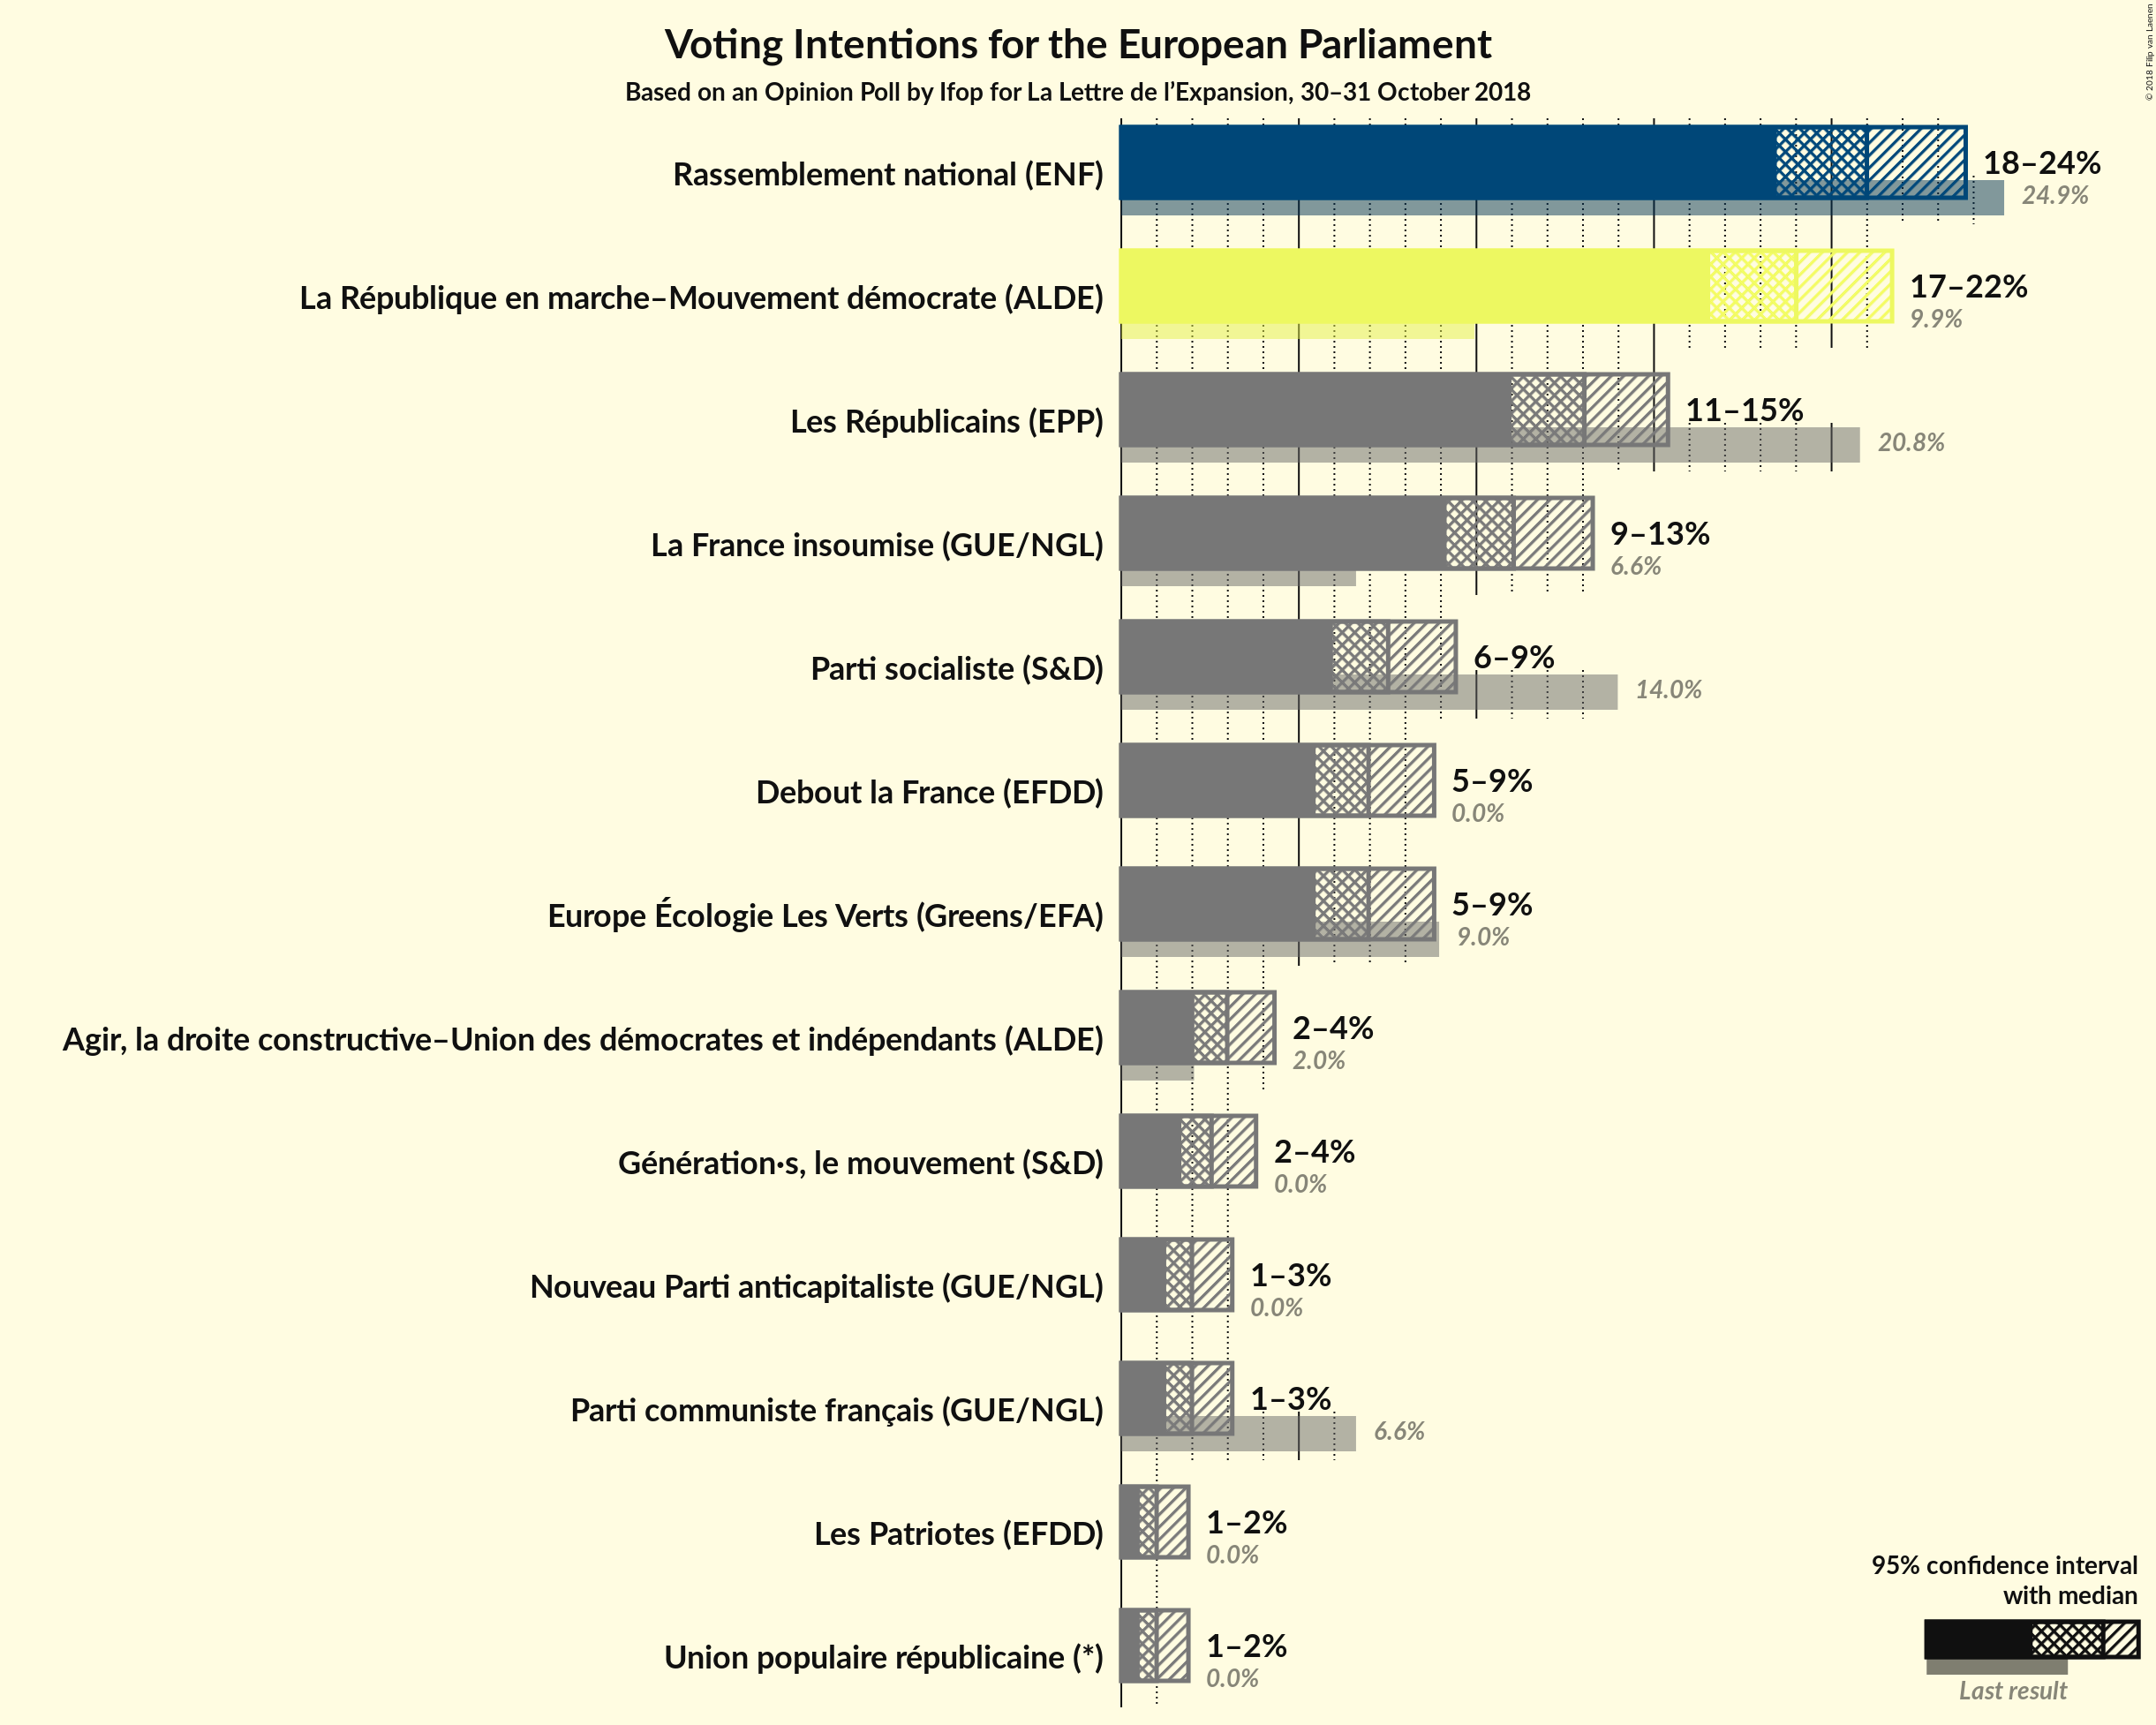 Voting Intentions for the European Parliament
Based on an Opinion Poll by Ifop for La Lettre de l’Expansion, 30–31 October 2018
© 2018 Filip van Laenen
Rassemblement national (ENF)
18–24%
24.9%
La République en marche–Mouvement démocrate (ALDE)
17–22%
9.9%
Les Républicains (EPP)
11–15%
20.8%
La France insoumise (GUE/NGL)
9–13%
6.6%
Parti socialiste (S&D)
6–9%
14.0%
Debout la France (EFDD)
5–9%
0.0%
Europe Écologie Les Verts (Greens/EFA)
5–9%
9.0%
Agir, la droite constructive–Union des démocrates et indépendants (ALDE)
2–4%
2.0%
Génération·s, le mouvement (S&D)
2–4%
0.0%
Nouveau Parti anticapitaliste (GUE/NGL)
1–3%
0.0%
Parti communiste français (GUE/NGL)
1–3%
6.6%
Les Patriotes (EFDD)
1–2%
0.0%
Union populaire républicaine (*)
1–2%
0.0%
95% confidence interval
with median
Last result